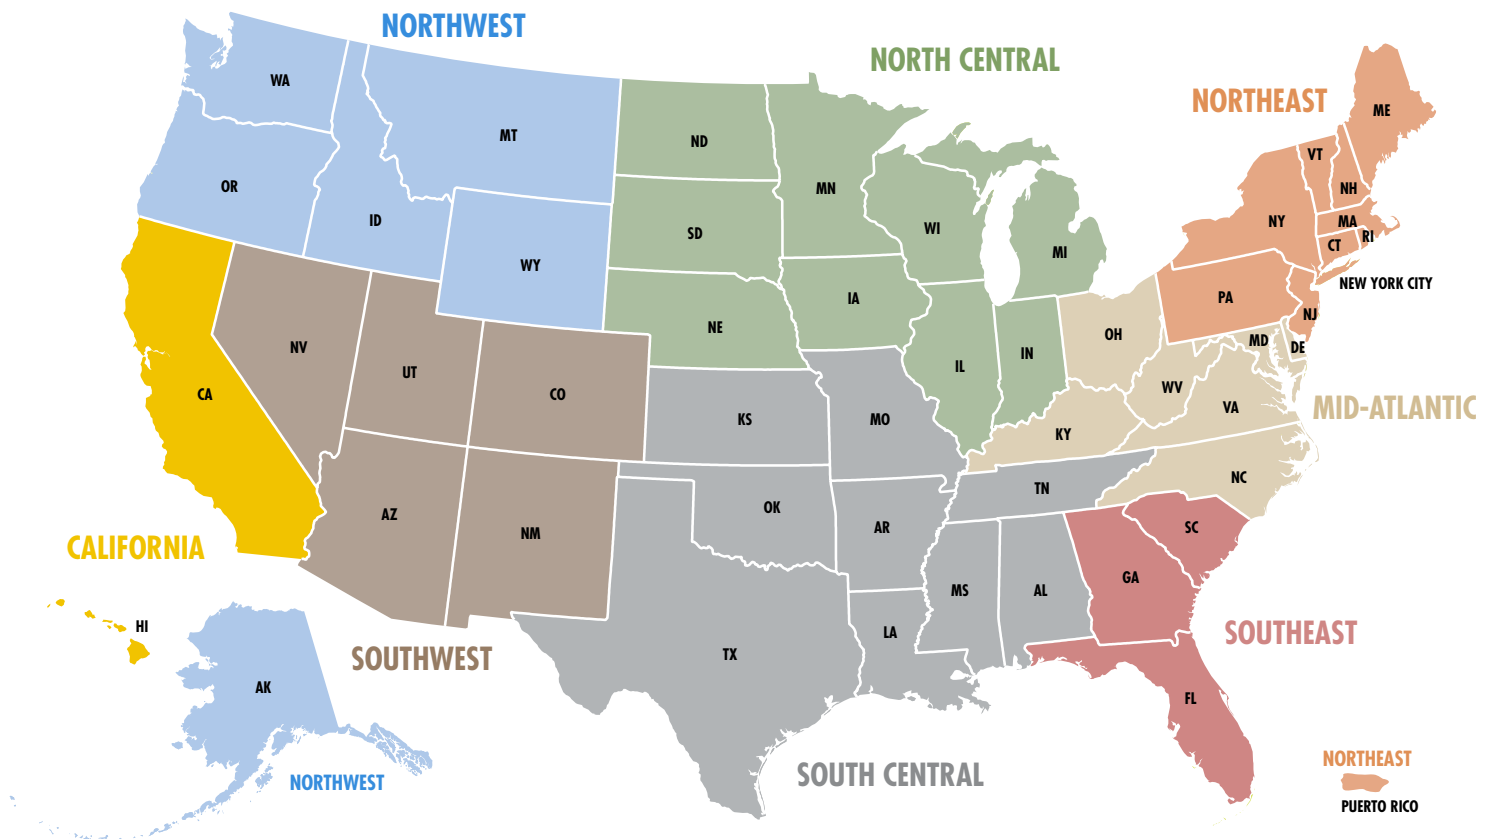 NORTHWEST
NORTH CENTRAL
NORTHEAST
WA
MT
ND
MN
ME
OR
ID
SD
WI
MI
VT
NH
NY
MA
CT
RI
WY
IA
NE
NEW YORK CITY
PA
NJ
NV
UT
CO
CA
IL
IN
OH
MD
DE
WV
VA
MID-ATLANTIC
KS
MO
KY
NC
TN
AZ
NM
OK
AR
SC
CALIFORNIA
MS
AL
GA
HI
LA
SOUTHEAST
SOUTHWEST
TX
AK
FL
NORTHWEST
SOUTH CENTRAL
NORTHEAST
PUERTO RICO